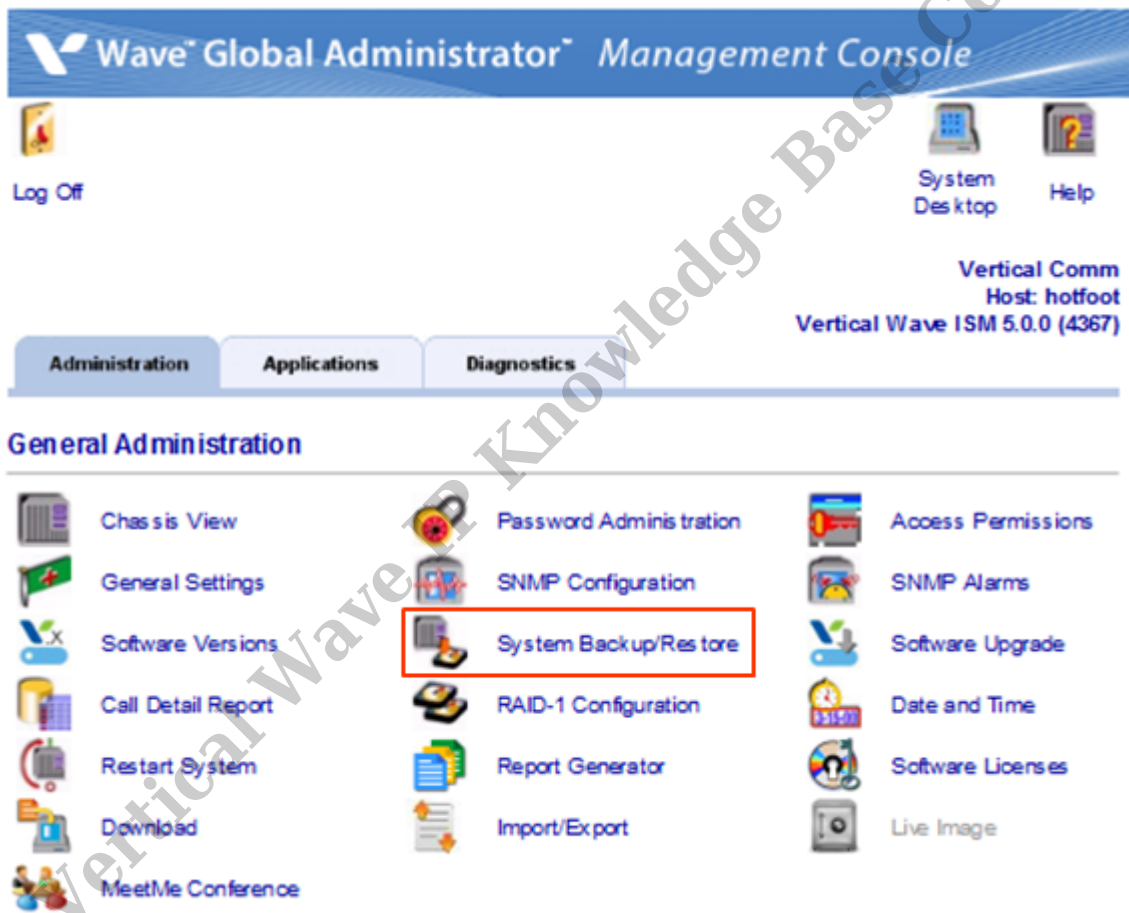 Wave™ Global Administrator™ Management Console
Log Off
System
Desktop
Help
Vertical Comm
Host: hotfoot
Vertical Wave ISM 5.0.0 (4367)
Administration
Applications
Diagnostics
General Administration
Chassis View
Password Administration
Access Permissions
General Settings
SNMP Configuration
SNMP Alarms
Software Versions
System Backup/Restore
Software Upgrade
Call Detail Report
RAID-1 Configuration
Date and Time
Restart System
Report Generator
Software Licenses
Download
Import/Export
Live Image
MeetMe Conference
Vertical Wave IP Knowledge Base